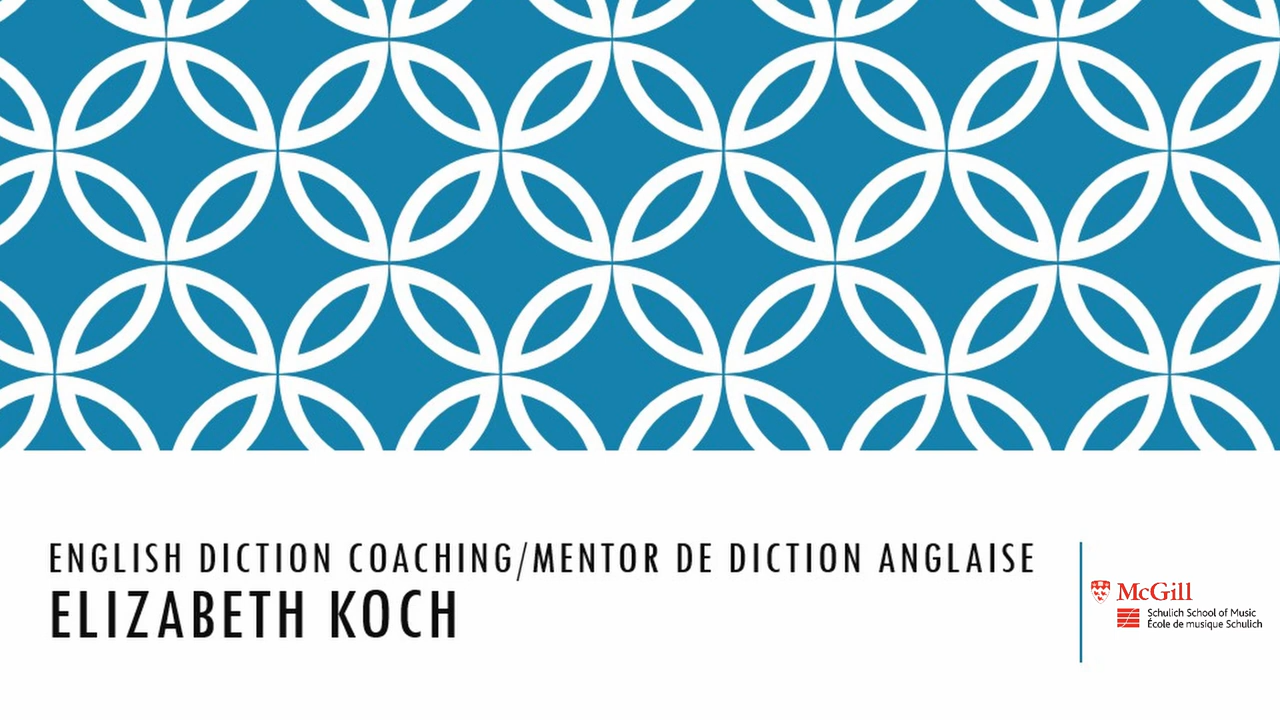 ENGLISH DICTION COACHING/MENTOR DE DICTION ANGLAISE
ELIZABETH KOCH
McGill
Schulich School of Music
École de musique Schulich